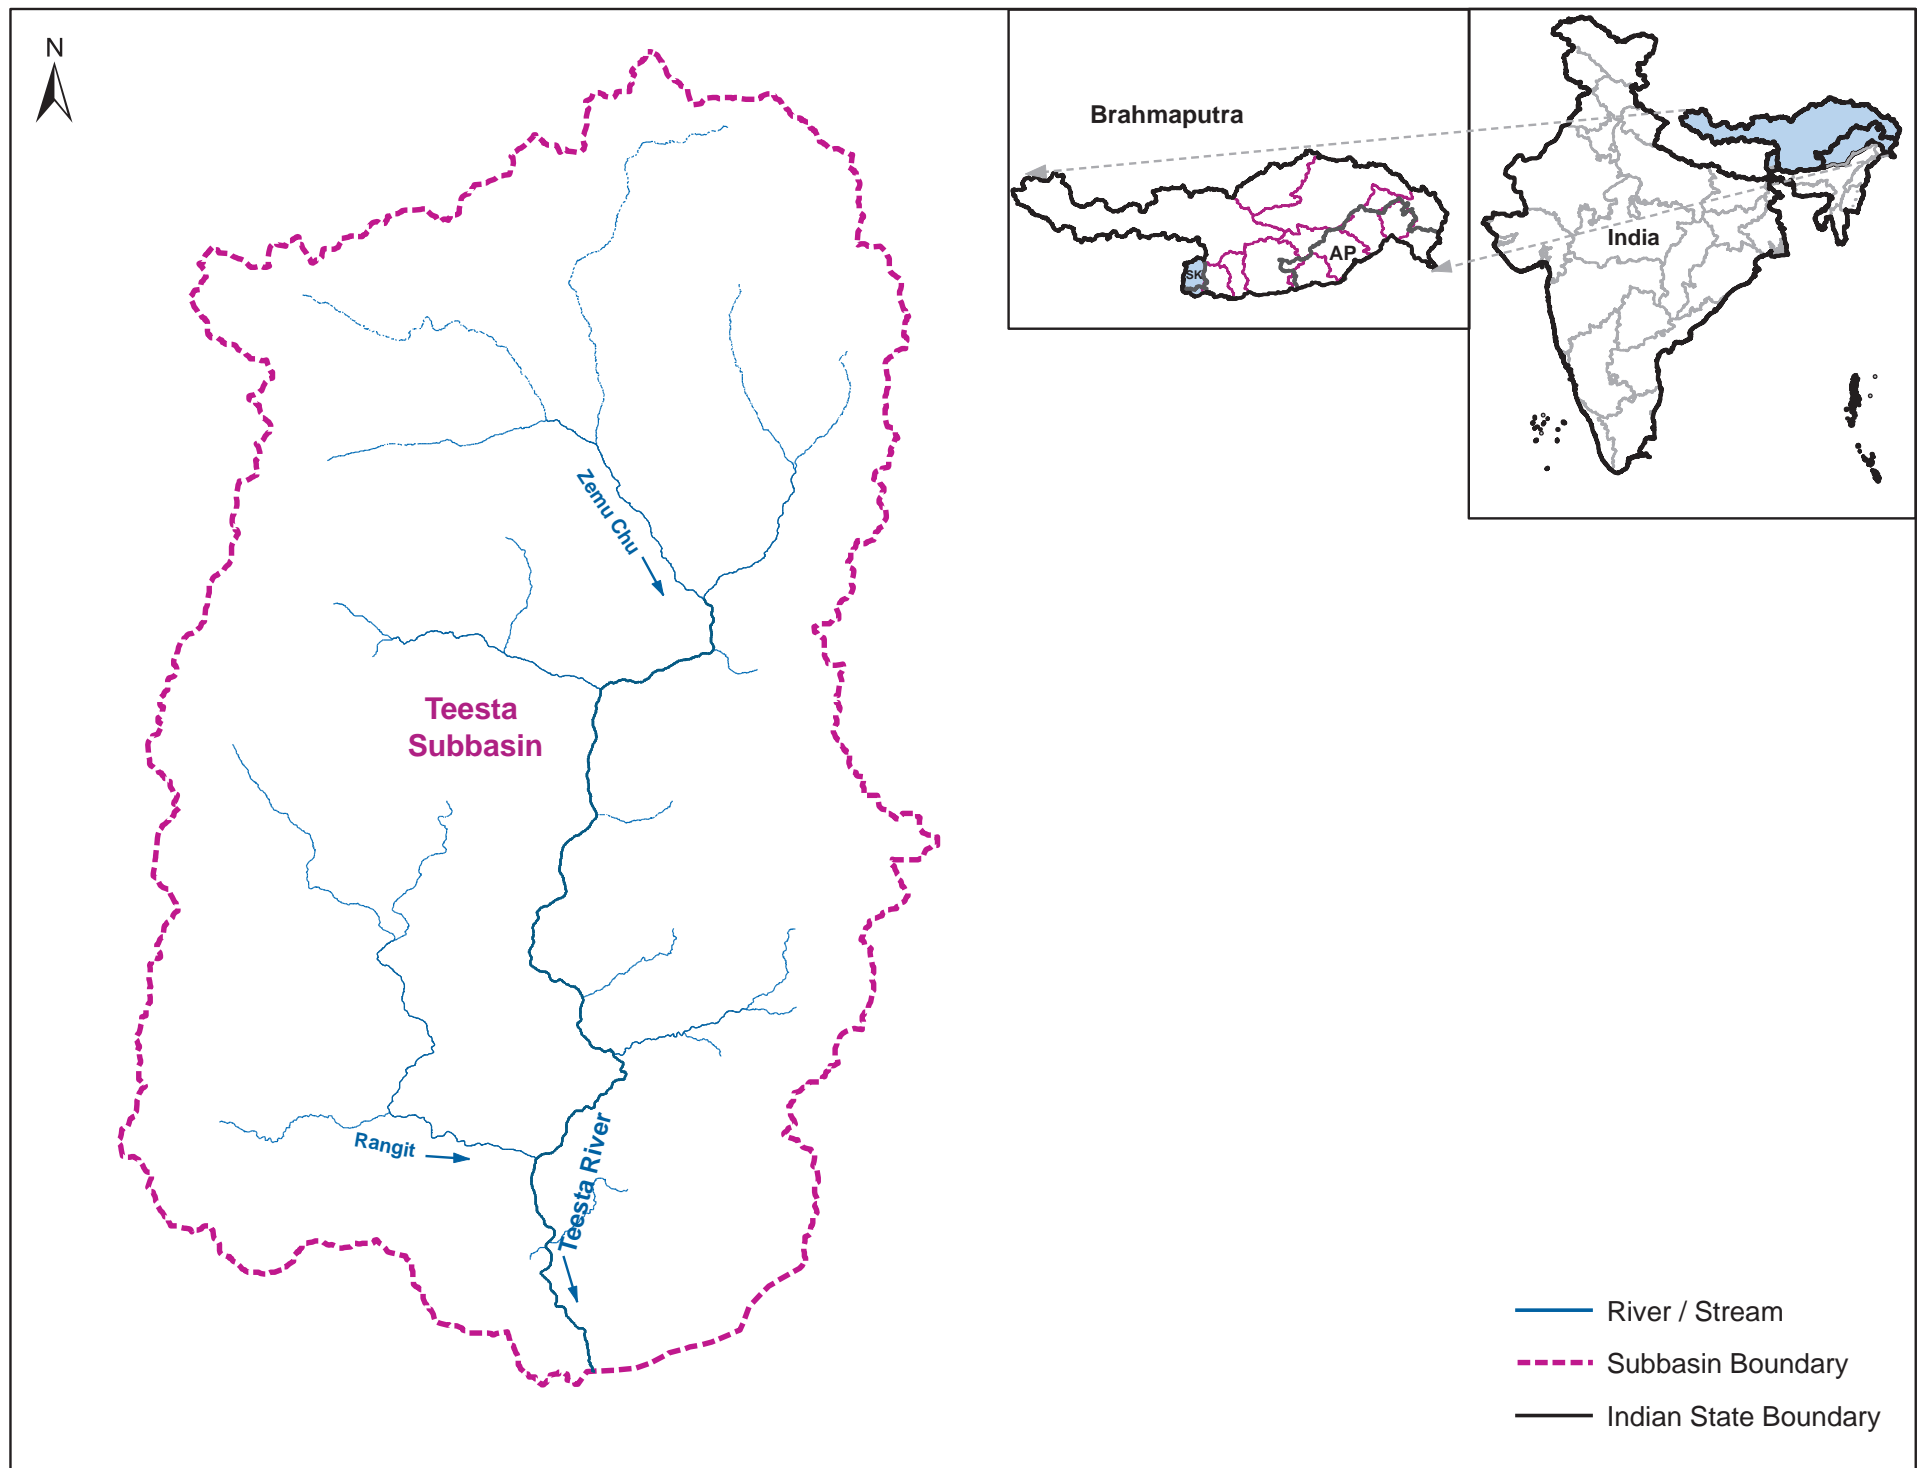 N
Brahmaputra
SK
AP
India
Zemu Chu
Teesta
Subbasin
Rangit
Teesta River
River / Stream
Subbasin Boundary
Indian State Boundary